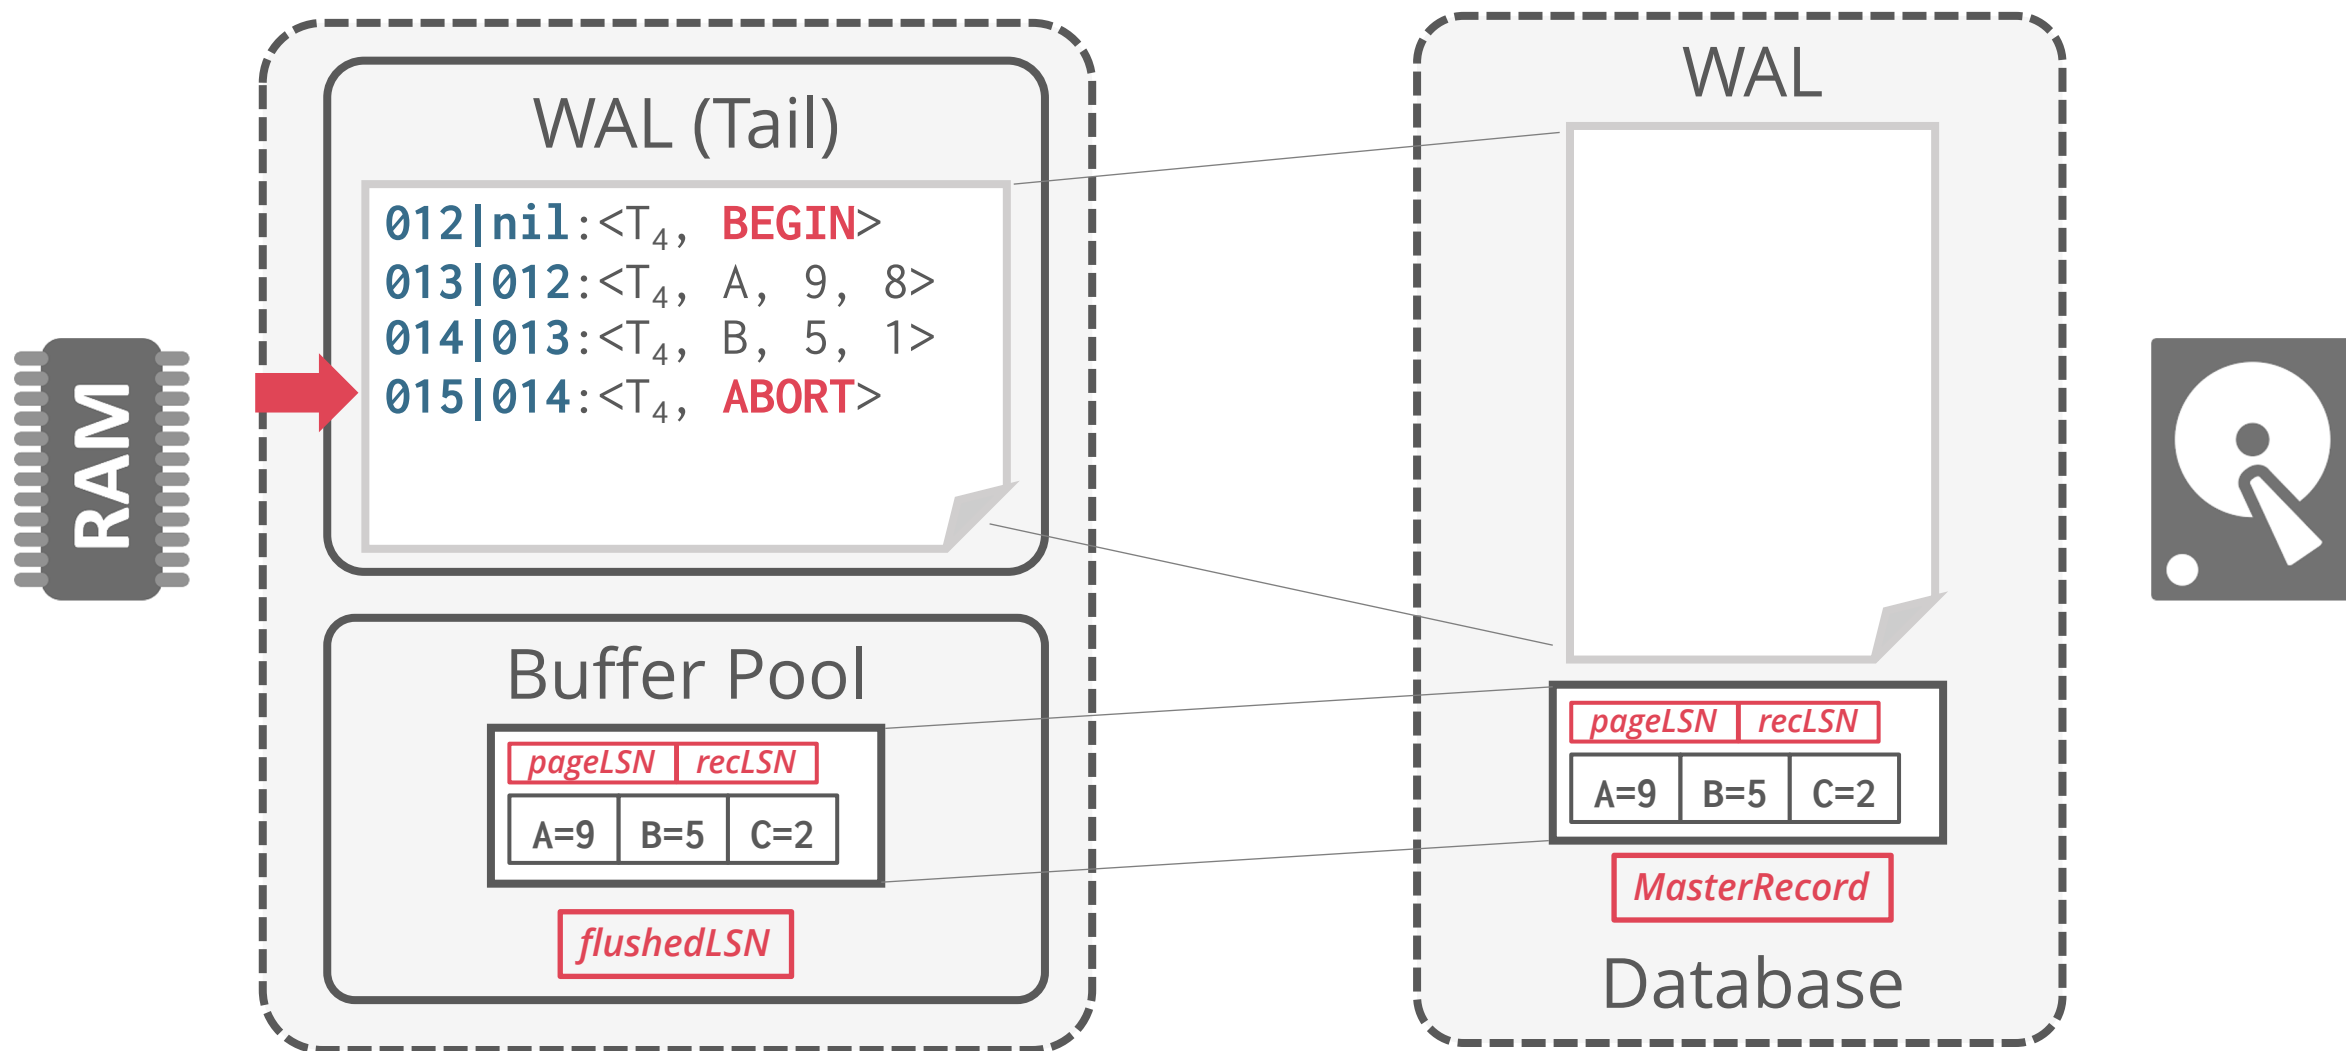 RAM
WAL (Tail)
012|nil:<T4, BEGIN>
013|012:<T4, A, 9, 8>
014|013:<T4, B, 5, 1>
015|014:<T4, ABORT>
Buffer Pool
pageLSN recLSN
A=9 B=5 C=2
flushedLSN
WAL
pageLSN recLSN
A=9 B=5 C=2
MasterRecord
Database